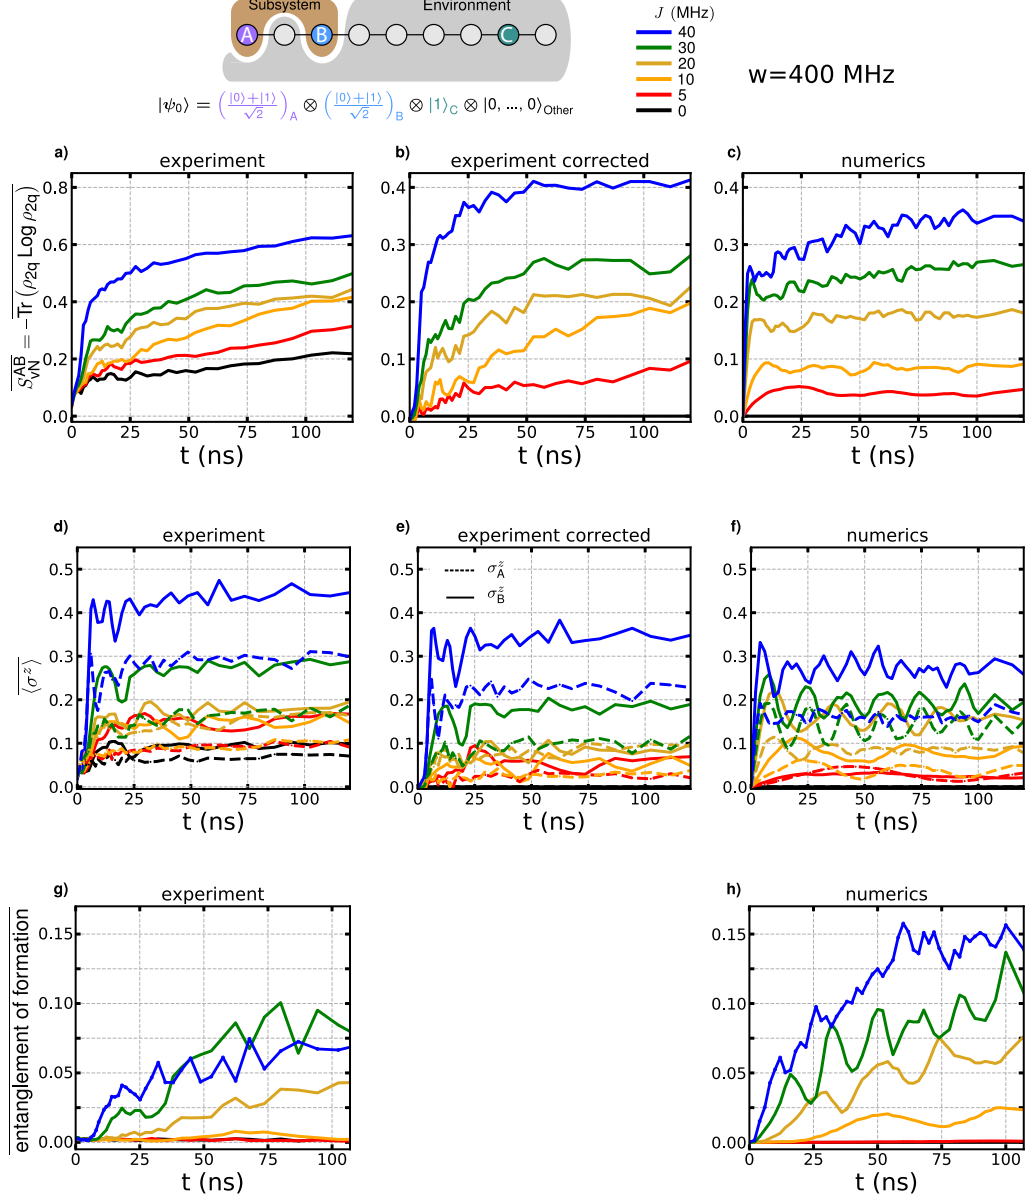 Subsystem
Environment
A
B
C
J (MHz)
40
30
20
10
5
0
w=400 MHz
|ψ₀⟩ = ((|0⟩+|1⟩)/√2)_A ⊗ ((|0⟩+|1⟩)/√2)_B ⊗ |1⟩_C ⊗ |0, ..., 0⟩_Other
a)
experiment
b)
experiment corrected
c)
numerics
S_vN^AB = −Tr (ρ_2q Log ρ_2q)
0.8
0.6
0.4
0.2
0.0
0
25
50
75
100
t (ns)
0.4
0.3
0.2
0.1
0.0
0
25
50
75
100
t (ns)
0.4
0.3
0.2
0.1
0.0
0
25
50
75
100
t (ns)
d)
experiment
e)
experiment corrected
f)
numerics
⟨σ^z⟩
0.5
0.4
0.3
0.2
0.1
0.0
0
25
50
75
100
t (ns)
σ_A^z
σ_B^z
0.5
0.4
0.3
0.2
0.1
0.0
0
25
50
75
100
t (ns)
0.5
0.4
0.3
0.2
0.1
0.0
0
25
50
75
100
t (ns)
g)
experiment
h)
numerics
entanglement of formation
0.15
0.10
0.05
0.00
0
25
50
75
100
t (ns)
0.15
0.10
0.05
0.00
0
25
50
75
100
t (ns)